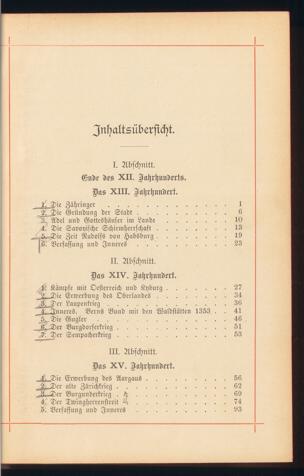 Inhaltsübersicht.
I. Abschnitt.
Ende des XII. Jahrhunderts.
Das XIII. Jahrhundert.
1. Die Zähringer . . . . . . . . . . . . 1
2. Die Gründung der Stadt . . . . . . . . 6
3. Adel und Gotteshäuser im Lande . . . . . . 10
4. Die Savonische Schirmherrschaft . . . . . . 13
5. Die Zeit Rudolfs von Habsburg . . . . . . 19
6. Verfassung und Inneres . . . . . . . . 23
II. Abschnitt.
Das XIV. Jahrhundert.
1. Kämpfe mit Oesterreich und Kyburg . . . . . 27
2. Die Erwerbung des Oberlandes . . . . . . 34
3. Der Laupenkrieg . . . . . . . . . . 36
4. Inneres. Berns Bund mit den Waldstätten 1353 . . 41
5. Die Gugler . . . . . . . . . . . . 46
6. Der Burgdorferkrieg . . . . . . . . . 51
7. Der Sempacherkrieg . . . . . . . . . 53
III. Abschnitt.
Das XV. Jahrhundert.
1. Die Erwerbung des Aargaus . . . . . . . 56
2. Der alte Zürichkrieg . . . . . . . . . 62
3. Der Burgunderkrieg . . . . . . . . . 69
4. Der Twingherrenstreit . . . . . . . . 74
5. Verfassung und Inneres . . . . . . . . 93